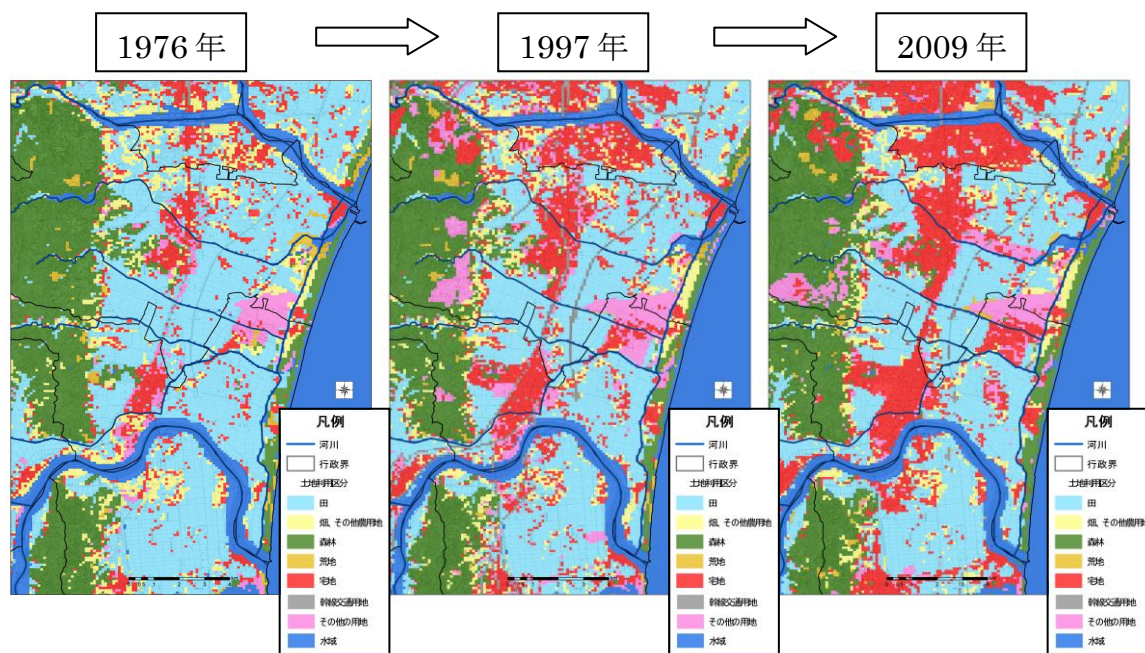 1976年
1997年
2009年
凡例
河川
行政界
土地利用区分
田
畑、その他農用地
森林
荒地
宅地
幹線交通用地
その他の用地
水域
凡例
河川
行政界
土地利用区分
田
畑、その他農用地
森林
荒地
宅地
幹線交通用地
その他の用地
水域
凡例
河川
行政界
土地利用区分
田
畑、その他農用地
森林
荒地
宅地
幹線交通用地
その他の用地
水域